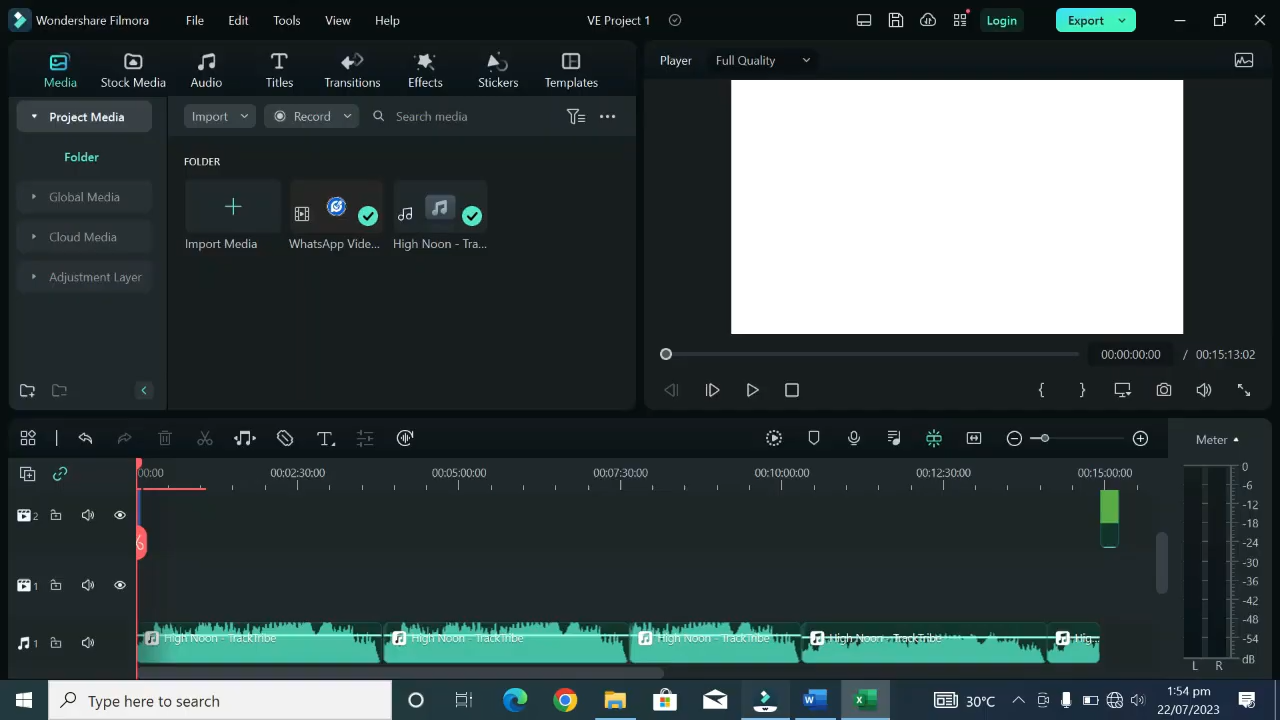 Wondershare Filmora File Edit Tools View Help VE Project 1 Login Export
Media Stock Media Audio Titles Transitions Effects Stickers Templates
Player Full Quality
Project Media
Import Record Search media
Folder
FOLDER
Global Media
Cloud Media
Adjustment Layer
Import Media WhatsApp Vide... High Noon - Tra...
00:00:00:00 / 00:15:13:02
Meter
00:00 00:02:30:00 00:05:00:00 00:07:30:00 00:10:00:00 00:12:30:00 00:15:00:00
0
-6
-12
-18
-24
-30
-36
-42
-48
-54
dB
L R
2
1
1
High Noon - TrackTribe High Noon - TrackTribe High Noon - TrackTribe High Noon - TrackTribe Hig...
Type here to search
30°C
1:54 pm
22/07/2023